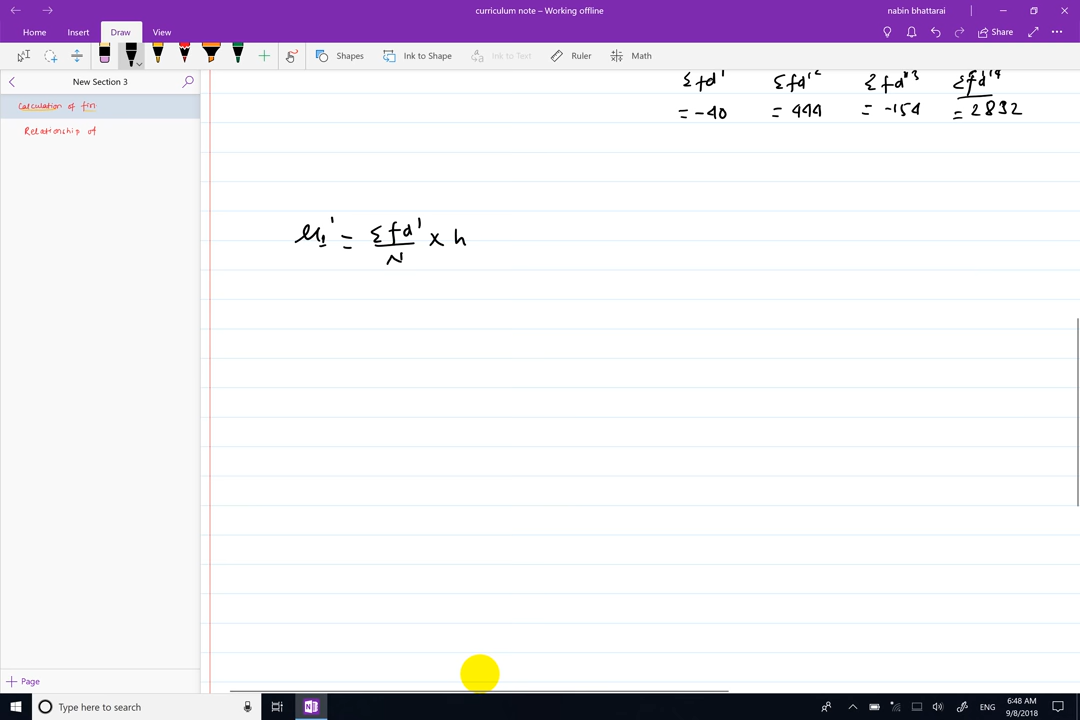 curriculum note – Working offline
nabin bhattarai
Home Insert Draw View
Share
Shapes Ink to Shape Ink to Text Ruler Math
New Section 3
Calculation of fin
Relationship of
Σfd' Σfd'² Σfd'³ Σfd'⁴
= -40 = 444 = -154 = 2832
μ₁' = Σfd'/N × h
Page
Type here to search
ENG
6:48 AM
9/8/2018